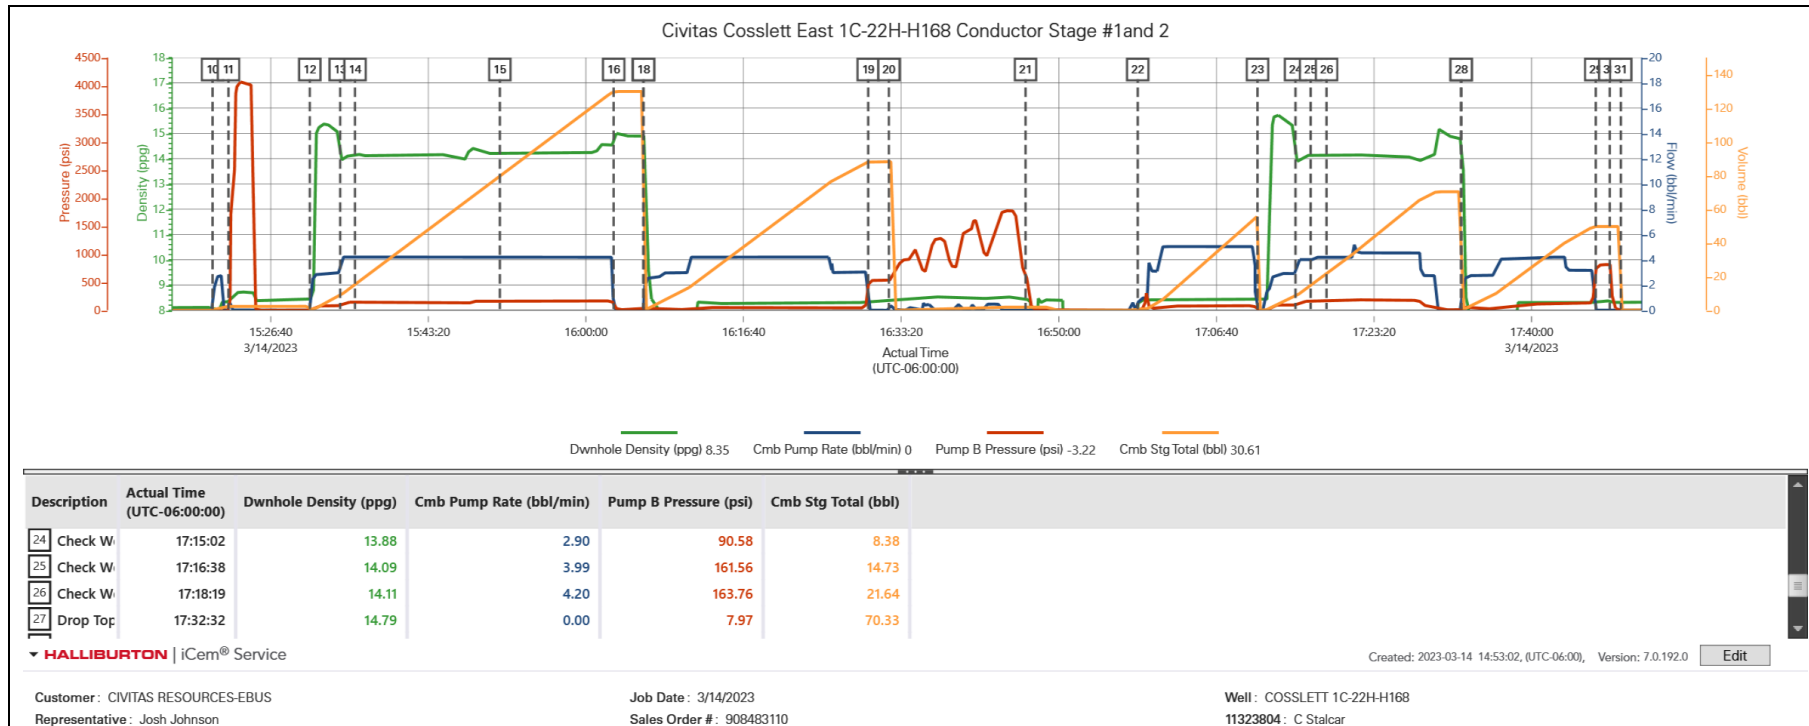 Civitas Cosslett East 1C-22H-H168 Conductor Stage #1and 2
4500 18 20 140
4000 17 18
3500 16 16 120
3000 15 14 100
2500 14 12
2000 13 10 80
1500 12 8 60
1000 11 6 40
500 10 4 20
0 9 2 0
8 0
Pressure (psi)
Density (ppg)
Flow (bbl/min)
Volume (bbl)
10 11 12 13 14 15 16 18 19 20 21 22 23 24 25 26 28 31
15:26:40 15:43:20 16:00:00 16:16:40 16:33:20 16:50:00 17:06:40 17:23:20 17:40:00
3/14/2023 3/14/2023
Actual Time
(UTC-06:00:00)
Dwnhole Density (ppg) 8.35 Cmb Pump Rate (bbl/min) 0 Pump B Pressure (psi) -3.22 Cmb Stg Total (bbl) 30.61
Description Actual Time (UTC-06:00:00) Dwnhole Density (ppg) Cmb Pump Rate (bbl/min) Pump B Pressure (psi) Cmb Stg Total (bbl)
24 Check W 17:15:02 13.88 2.90 90.58 8.38
25 Check W 17:16:38 14.09 3.99 161.56 14.73
26 Check W 17:18:19 14.11 4.20 163.76 21.64
27 Drop Top 17:32:32 14.79 0.00 7.97 70.33
HALLIBURTON | iCem® Service Created: 2023-03-14 14:53:02, (UTC-06:00), Version: 7.0.192.0 Edit
Customer : CIVITAS RESOURCES-EBUS Job Date : 3/14/2023 Well : COSSLETT 1C-22H-H168
Representative : Josh Johnson Sales Order # : 908483110 11323804 : C Stalcar